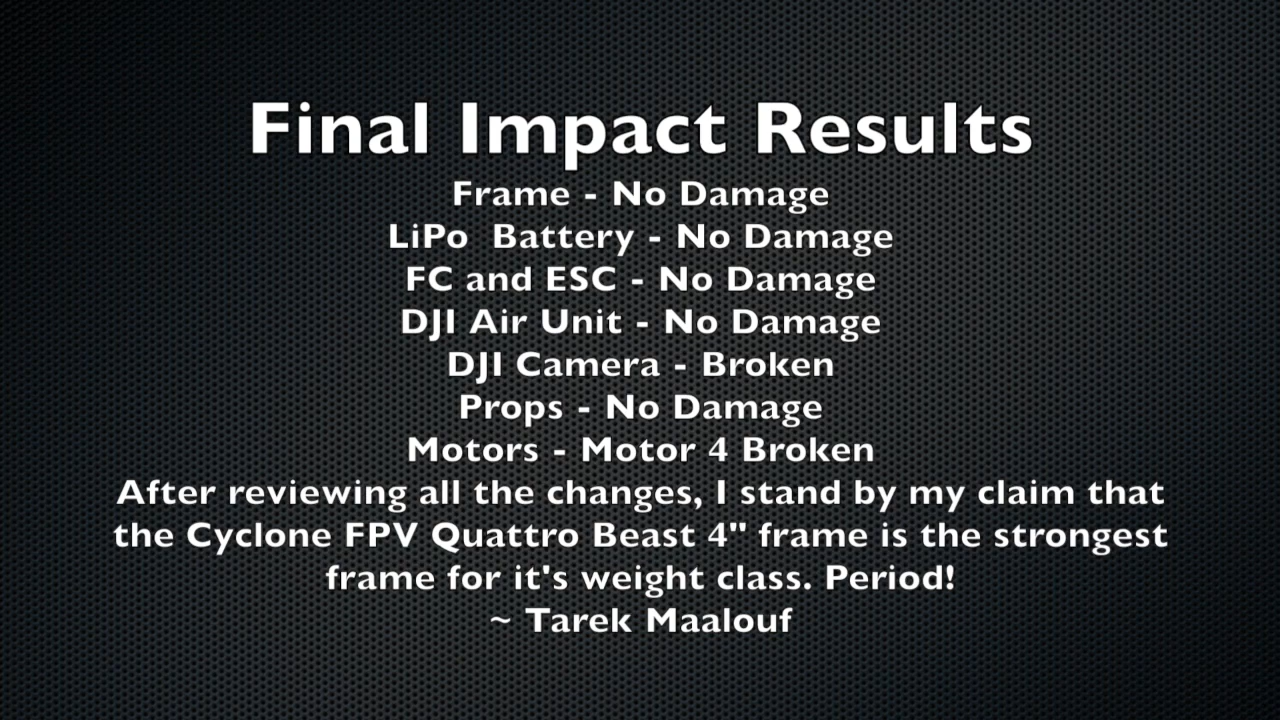 Final Impact Results
Frame - No Damage
LiPo  Battery - No Damage
FC and ESC - No Damage
DJI Air Unit - No Damage
DJI Camera - Broken
Props - No Damage
Motors - Motor 4 Broken
After reviewing all the changes, I stand by my claim that
the Cyclone FPV Quattro Beast 4" frame is the strongest
frame for it's weight class. Period!
~ Tarek Maalouf